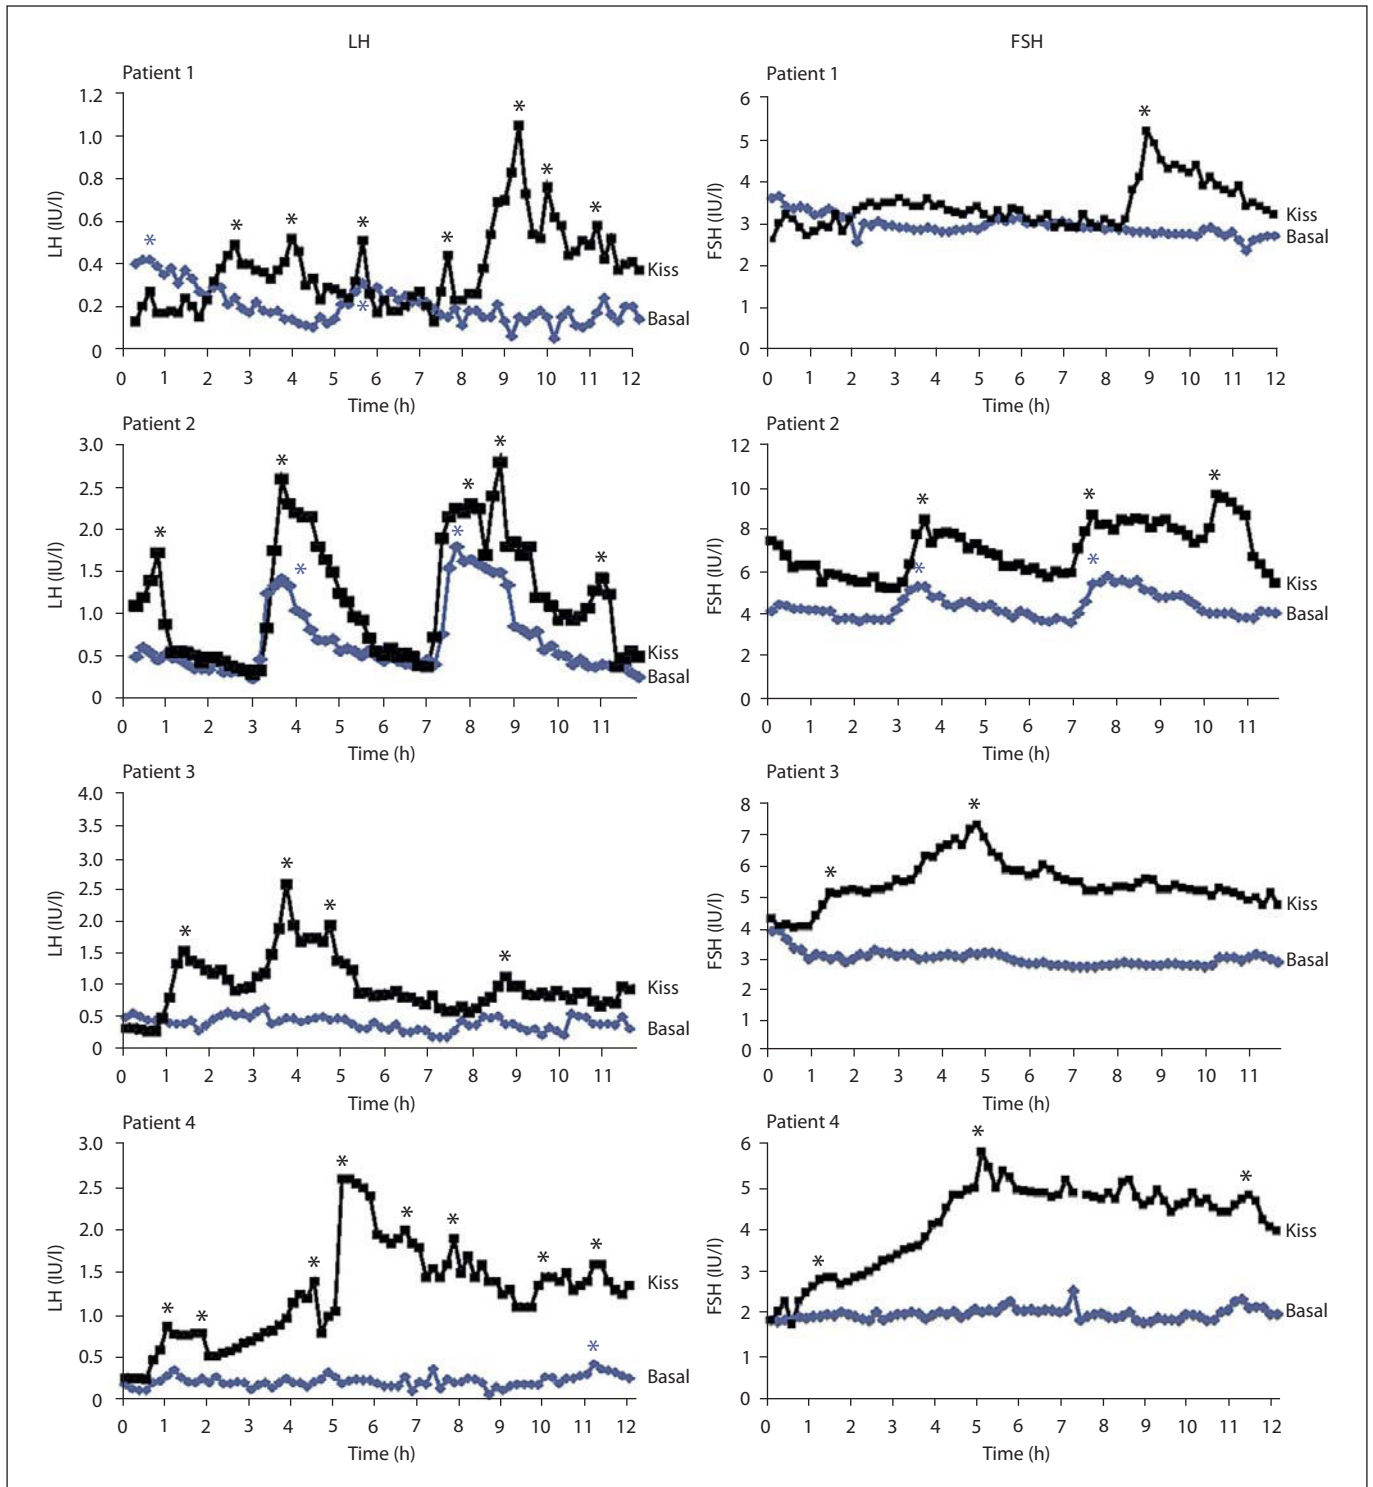 LH
FSH
Patient 1
1.2
1.0
0.8
0.6
0.4
0.2
0
LH (IU/l)
*
*
*
*
*
*
*
*
*
Kiss
Basal
0 1 2 3 4 5 6 7 8 9 10 11 12
Time (h)
Patient 1
6
5
4
3
2
1
0
FSH (IU/l)
*
Kiss
Basal
0 1 2 3 4 5 6 7 8 9 10 11 12
Time (h)
Patient 2
3.0
2.5
2.0
1.5
1.0
0.5
0
LH (IU/l)
*
*
*
*
*
*
*
Kiss
Basal
0 1 2 3 4 5 6 7 8 9 10 11
Time (h)
Patient 2
12
10
8
6
4
2
0
FSH (IU/l)
*
*
*
*
*
Kiss
Basal
0 1 2 3 4 5 6 7 8 9 10 11
Time (h)
Patient 3
4.0
3.5
3.0
2.5
2.0
1.5
1.0
0.5
0
LH (IU/l)
*
*
*
*
Kiss
Basal
0 1 2 3 4 5 6 7 8 9 10 11
Time (h)
Patient 3
8
7
6
5
4
3
2
1
0
FSH (IU/l)
*
*
Kiss
Basal
0 1 2 3 4 5 6 7 8 9 10 11
Time (h)
Patient 4
3.0
2.5
2.0
1.5
1.0
0.5
0
LH (IU/l)
*
*
*
*
*
*
*
*
*
Kiss
Basal
0 1 2 3 4 5 6 7 8 9 10 11 12
Time (h)
Patient 4
6
5
4
3
2
1
0
FSH (IU/l)
*
*
*
Kiss
Basal
0 1 2 3 4 5 6 7 8 9 10 11 12
Time (h)